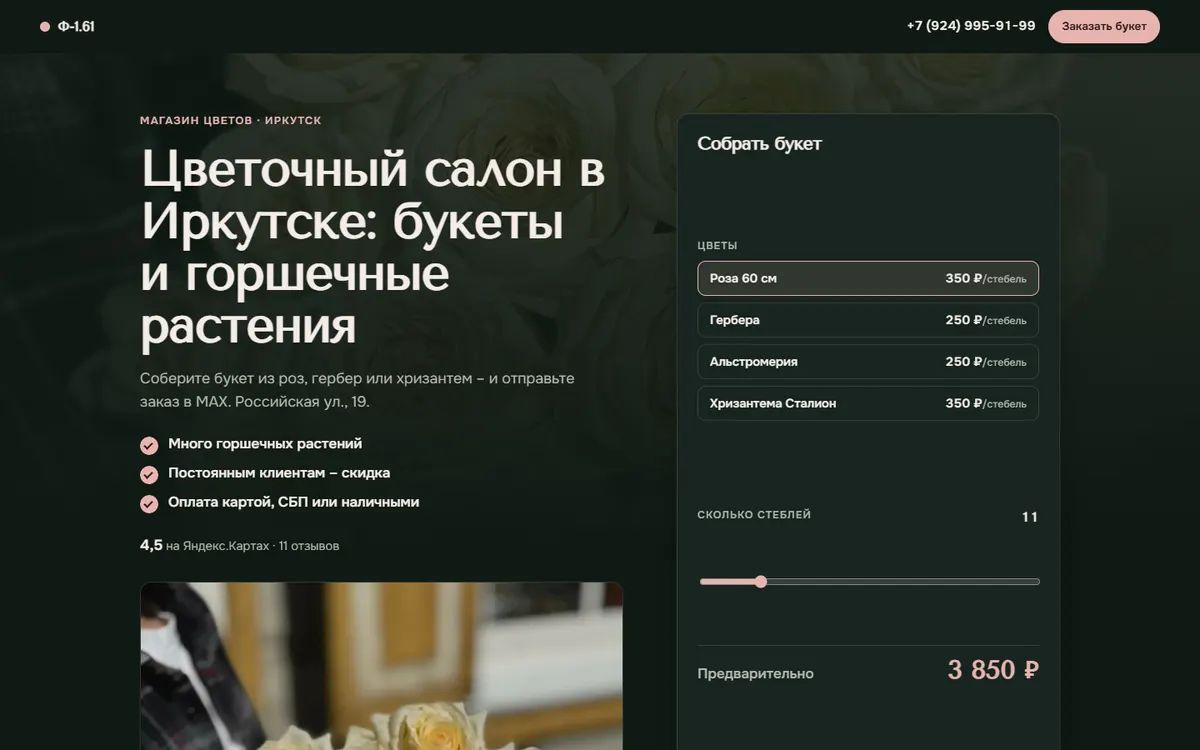 Ф-1.61
+7 (924) 995-91-99
Заказать букет
МАГАЗИН ЦВЕТОВ · ИРКУТСК
Цветочный салон в
Иркутске: букеты
и горшечные
растения
Соберите букет из роз, гербер или хризантем – и отправьте
заказ в MAX. Российская ул., 19.
Много горшечных растений
Постоянным клиентам – скидка
Оплата картой, СБП или наличными
4,5 на Яндекс.Картах · 11 отзывов
Собрать букет
ЦВЕТЫ
Роза 60 см 350 ₽/стебель
Гербера 250 ₽/стебель
Альстромерия 250 ₽/стебель
Хризантема Сталион 350 ₽/стебель
СКОЛЬКО СТЕБЛЕЙ 11
Предварительно 3 850 ₽